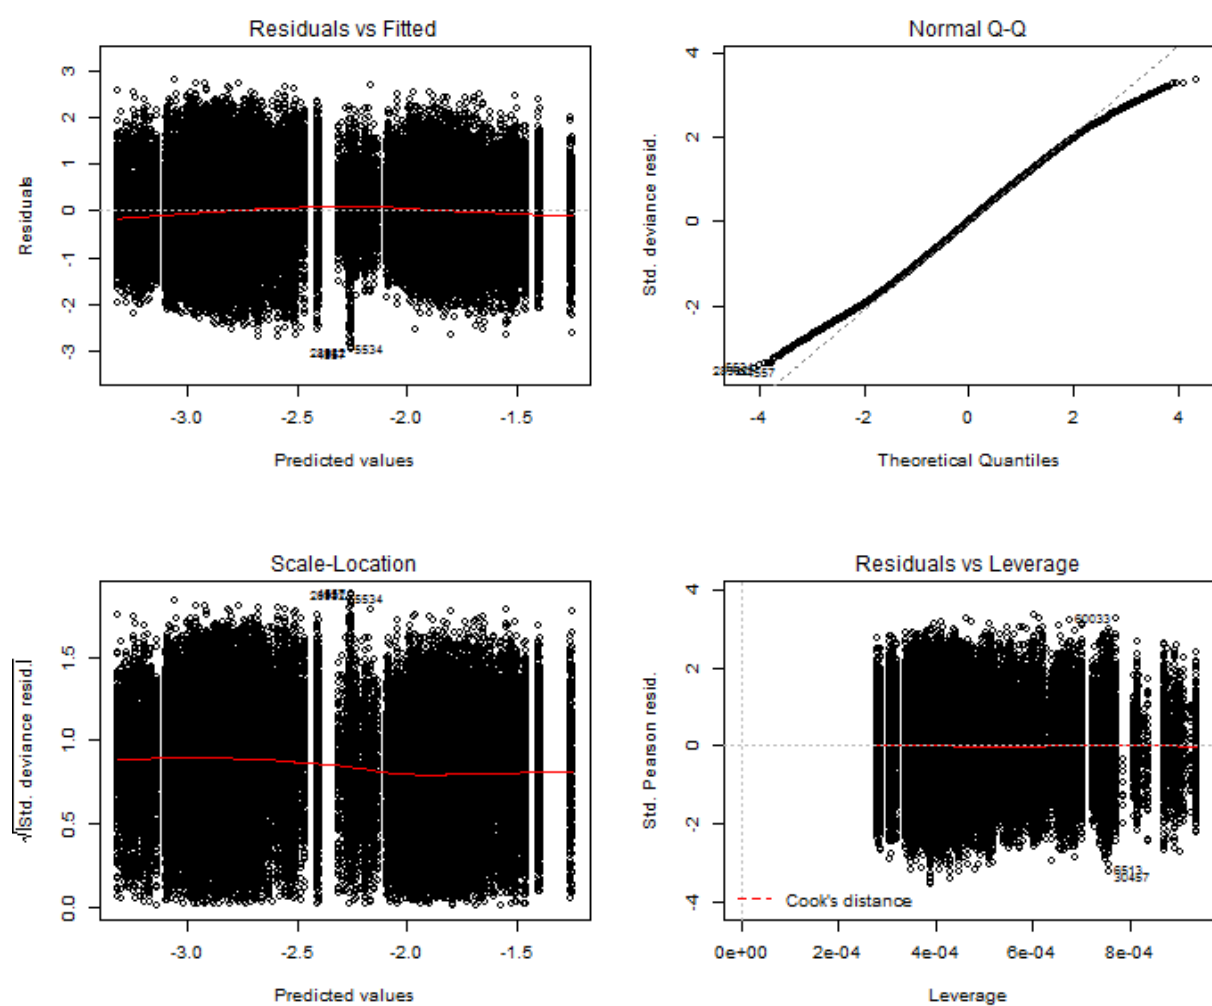 Residuals vs Fitted
Residuals
3
2
1
0
-1
-2
-3
5534
-3.0 -2.5 -2.0 -1.5
Predicted values
Normal Q-Q
Std. deviance resid.
4
2
0
-2
-4 -2 0 2 4
Theoretical Quantiles
Scale-Location
√|Std. deviance resid.|
1.5
1.0
0.5
0.0
5534
-3.0 -2.5 -2.0 -1.5
Predicted values
Residuals vs Leverage
Std. Pearson resid.
4
2
0
-2
-4
60033
30457
Cook's distance
0e+00 2e-04 4e-04 6e-04 8e-04
Leverage